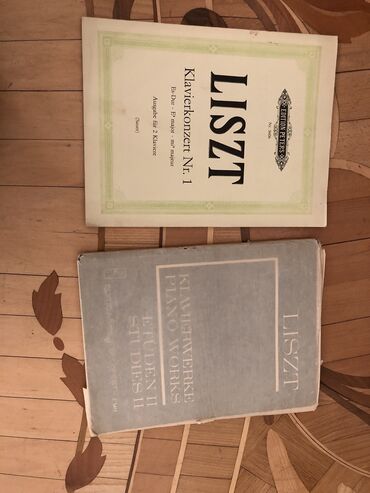 EDITION PETERS
LISZT
Klavierkonzert Nr. 1
Es-Dur - E♭ major - mi♭ majeur
Ausgabe für 2 Klaviere
(Sauer)
LISZT
KLAVIERWERKE
PIANO WORKS
ETÜDEN II
STUDIES II